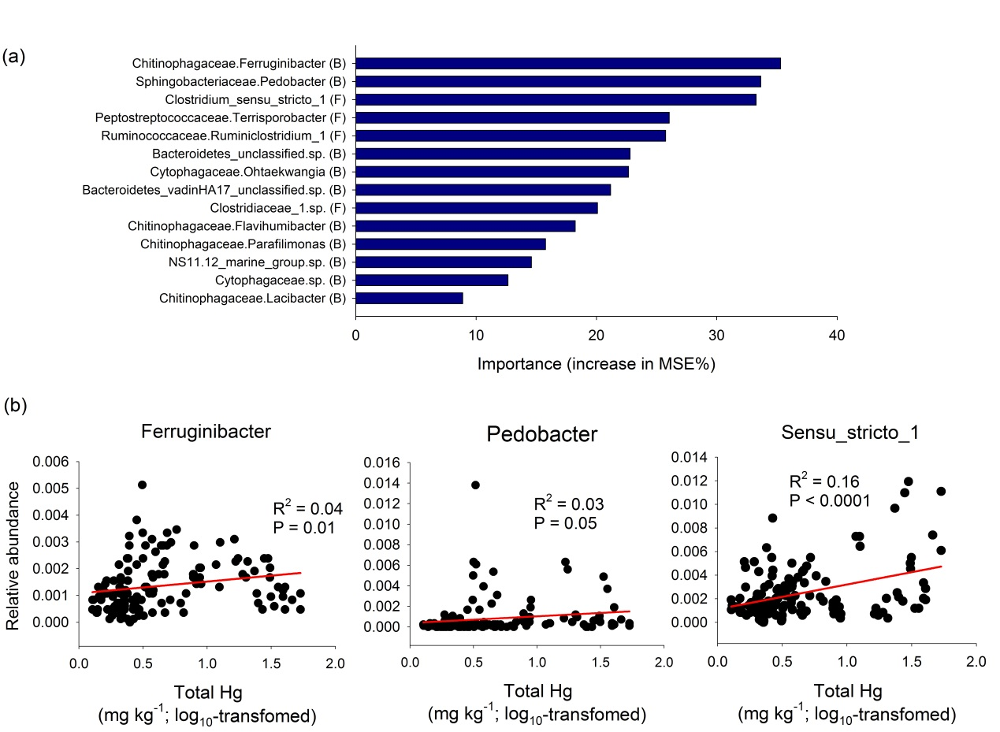 (a)
Chitinophagaceae.Ferruginibacter (B)
Sphingobacteriaceae.Pedobacter (B)
Clostridium_sensu_stricto_1 (F)
Peptostreptococcaceae.Terrisporobacter (F)
Ruminococcaceae.Ruminiclostridium_1 (F)
Bacteroidetes_unclassified.sp. (B)
Cytophagaceae.Ohtaekwangia (B)
Bacteroidetes_vadinHA17_unclassified.sp. (B)
Clostridiaceae_1.sp. (F)
Chitinophagaceae.Flavihumibacter (B)
Chitinophagaceae.Parafilimonas (B)
NS11.12_marine_group.sp. (B)
Cytophagaceae.sp. (B)
Chitinophagaceae.Lacibacter (B)
0 10 20 30 40
Importance (increase in MSE%)
(b)
Ferruginibacter
Relative abundance
0.006
0.005
0.004
0.003
0.002
0.001
0.000
R² = 0.04
P = 0.01
0.0 0.5 1.0 1.5 2.0
Total Hg
(mg kg⁻¹; log₁₀-transfomed)
Pedobacter
0.016
0.014
0.012
0.010
0.008
0.006
0.004
0.002
0.000
R² = 0.03
P = 0.05
0.0 0.5 1.0 1.5 2.0
Total Hg
(mg kg⁻¹; log₁₀-transfomed)
Sensu_stricto_1
0.014
0.012
0.010
0.008
0.006
0.004
0.002
0.000
R² = 0.16
P < 0.0001
0.0 0.5 1.0 1.5 2.0
Total Hg
(mg kg⁻¹; log₁₀-transfomed)